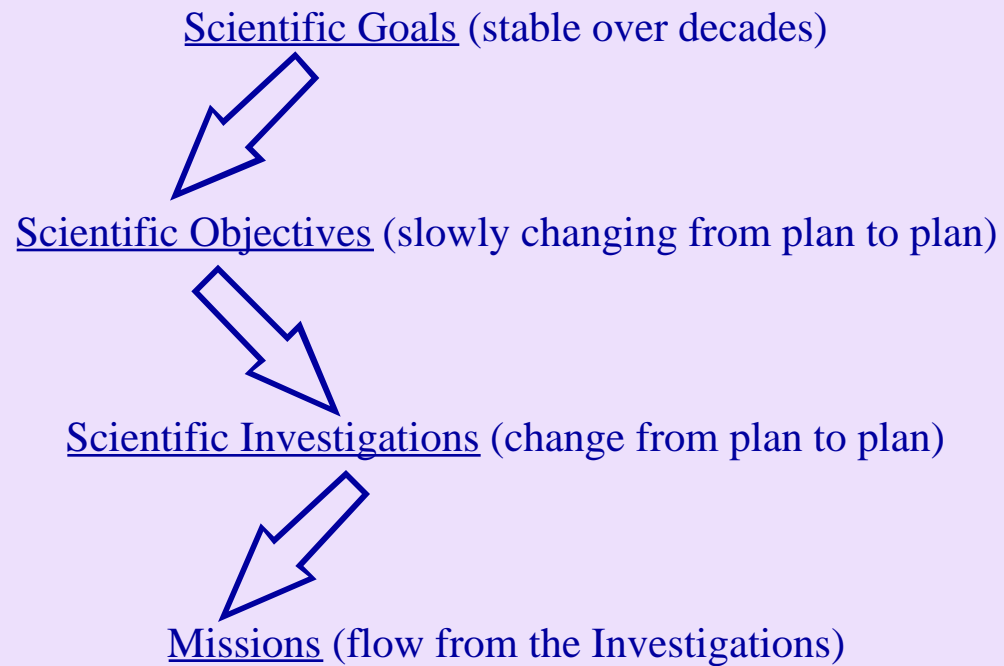 Scientific Goals (stable over decades)
Scientific Objectives (slowly changing from plan to plan)
Scientific Investigations (change from plan to plan)
Missions (flow from the Investigations)